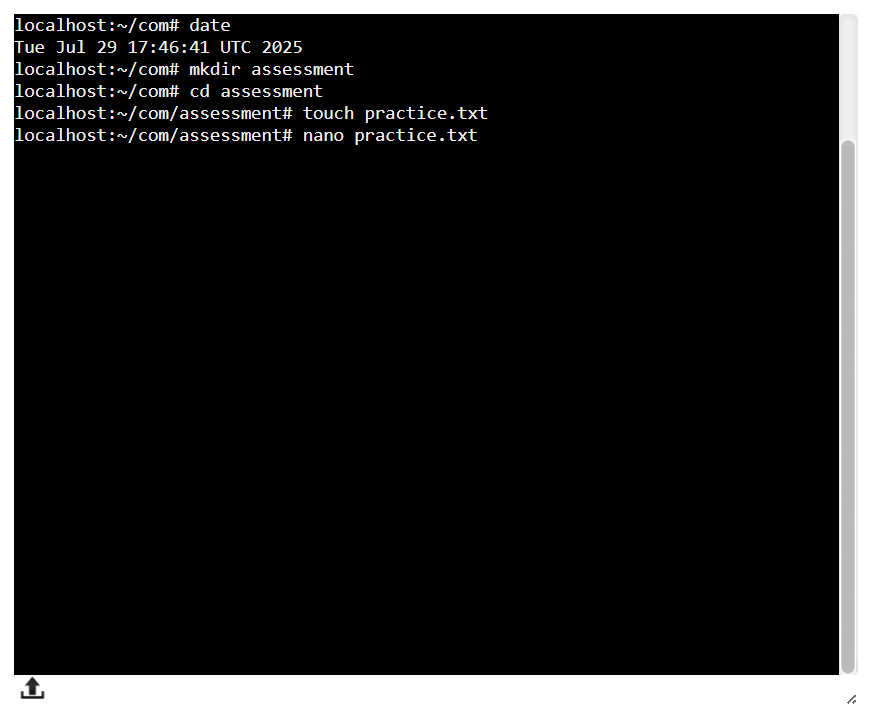 localhost:~/com# date
Tue Jul 29 17:46:41 UTC 2025
localhost:~/com# mkdir assessment
localhost:~/com# cd assessment
localhost:~/com/assessment# touch practice.txt
localhost:~/com/assessment# nano practice.txt